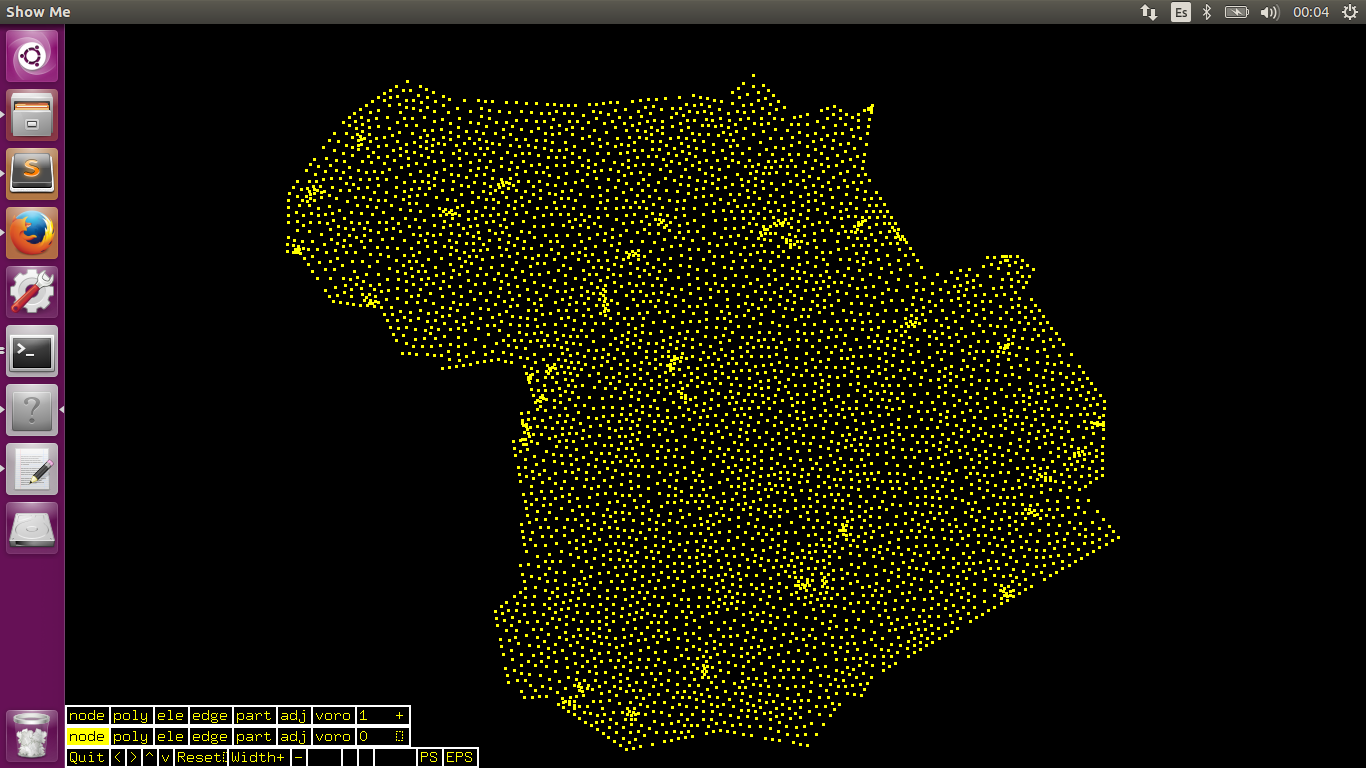 Show Me
Es
00:04
node poly ele edge part adj voro 1 +
node poly ele edge part adj voro 0
Quit < > ^ v Reset Width+ - PS EPS